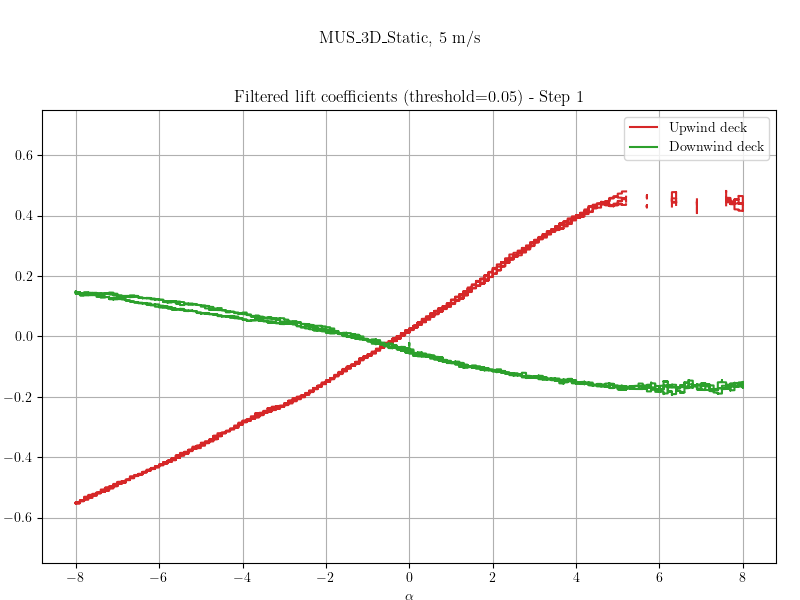 MUS_3D_Static, 5 m/s
Filtered lift coefficients (threshold=0.05) - Step 1
Upwind deck
Downwind deck
0.6
0.4
0.2
0.0
−0.2
−0.4
−0.6
−8 −6 −4 −2 0 2 4 6 8
α